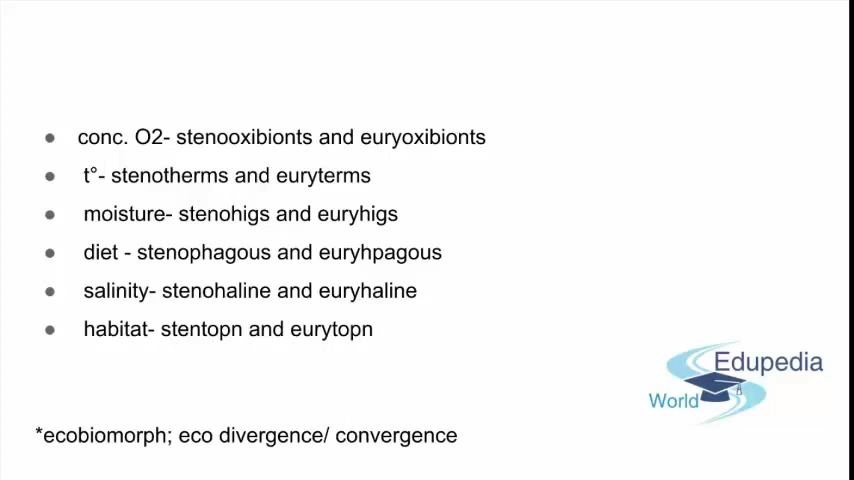 ● conc. O2- stenooxibionts and euryoxibionts
● t°- stenotherms and euryterms
● moisture- stenohigs and euryhigs
● diet - stenophagous and euryhpagous
● salinity- stenohaline and euryhaline
● habitat- stentopn and eurytopn
Edupedia
World
*ecobiomorph; eco divergence/ convergence